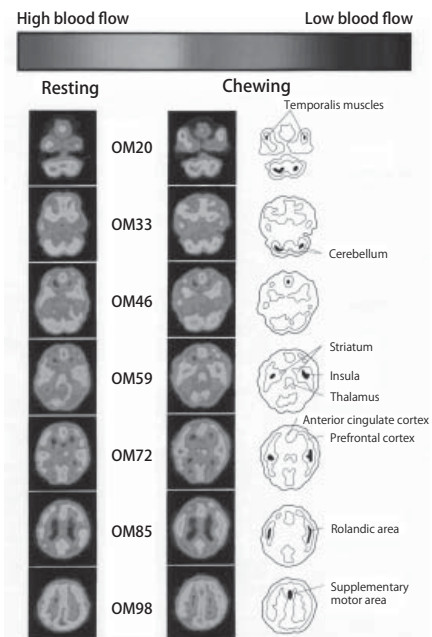 High blood flow Low blood flow
Resting Chewing
Temporalis muscles
OM20
OM33
Cerebellum
OM46
Striatum
OM59
Insula
Thalamus
Anterior cingulate cortex
Prefrontal cortex
OM72
OM85
Rolandic area
Supplementary
motor area
OM98